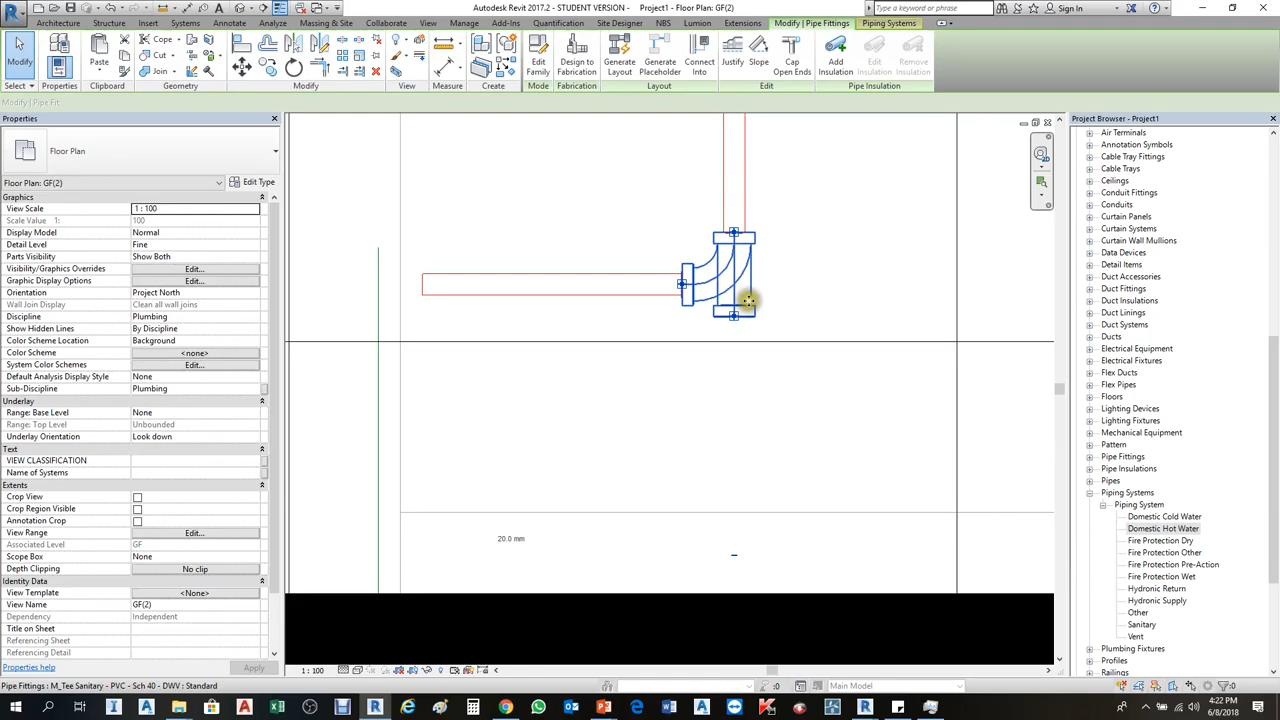 Autodesk Revit 2017.2 - STUDENT VERSION -    Project1 - Floor Plan: GF(2)
Type a keyword or phrase
Sign In
Architecture Structure Insert Systems Annotate Analyze Massing & Site Collaborate View Manage Add-Ins Quantification Site Designer NBS Lumion Extensions Modify | Pipe Fittings Piping Systems
Modify Paste Cope Cut Join Edit Family Design to Fabrication Generate Layout Generate Placeholder Connect Into Justify Slope Cap Open Ends Add Insulation Edit Insulation Remove Insulation
Select Properties Clipboard Geometry Modify View Measure Create Mode Fabrication Layout Edit Pipe Insulation
Modify | Pipe Fit
Properties
Floor Plan
Floor Plan: GF(2) Edit Type
Graphics
View Scale 1 : 100
Scale Value 1: 100
Display Model Normal
Detail Level Fine
Parts Visibility Show Both
Visibility/Graphics Overrides Edit...
Graphic Display Options Edit...
Orientation Project North
Wall Join Display Clean all wall joins
Discipline Plumbing
Show Hidden Lines By Discipline
Color Scheme Location Background
Color Scheme <none>
System Color Schemes Edit...
Default Analysis Display Style None
Sub-Discipline Plumbing
Underlay
Range: Base Level None
Range: Top Level Unbounded
Underlay Orientation Look down
Text
VIEW CLASSIFICATION
Name of Systems
Extents
Crop View
Crop Region Visible
Annotation Crop
View Range Edit...
Associated Level GF
Scope Box None
Depth Clipping No clip
Identity Data
View Template <None>
View Name GF(2)
Dependency Independent
Title on Sheet
Referencing Sheet
Referencing Detail
Properties help Apply
20.0 mm
Project Browser - Project1
Air Terminals
Annotation Symbols
Cable Tray Fittings
Cable Trays
Ceilings
Conduit Fittings
Conduits
Curtain Panels
Curtain Systems
Curtain Wall Mullions
Data Devices
Detail Items
Duct Accessories
Duct Fittings
Duct Insulations
Duct Linings
Duct Systems
Ducts
Electrical Equipment
Electrical Fixtures
Flex Ducts
Flex Pipes
Floors
Lighting Devices
Lighting Fixtures
Mechanical Equipment
Pattern
Pipe Fittings
Pipe Insulations
Pipes
Piping Systems
Piping System
Domestic Cold Water
Domestic Hot Water
Fire Protection Dry
Fire Protection Other
Fire Protection Pre-Action
Fire Protection Wet
Hydronic Return
Hydronic Supply
Other
Sanitary
Vent
Plumbing Fixtures
Profiles
Railings
1 : 100
Pipe Fittings : M_Tee Sanitary - PVC - Sch 40 - DWV : Standard
:0
Main Model
:0
4:22 PM
6/8/2018